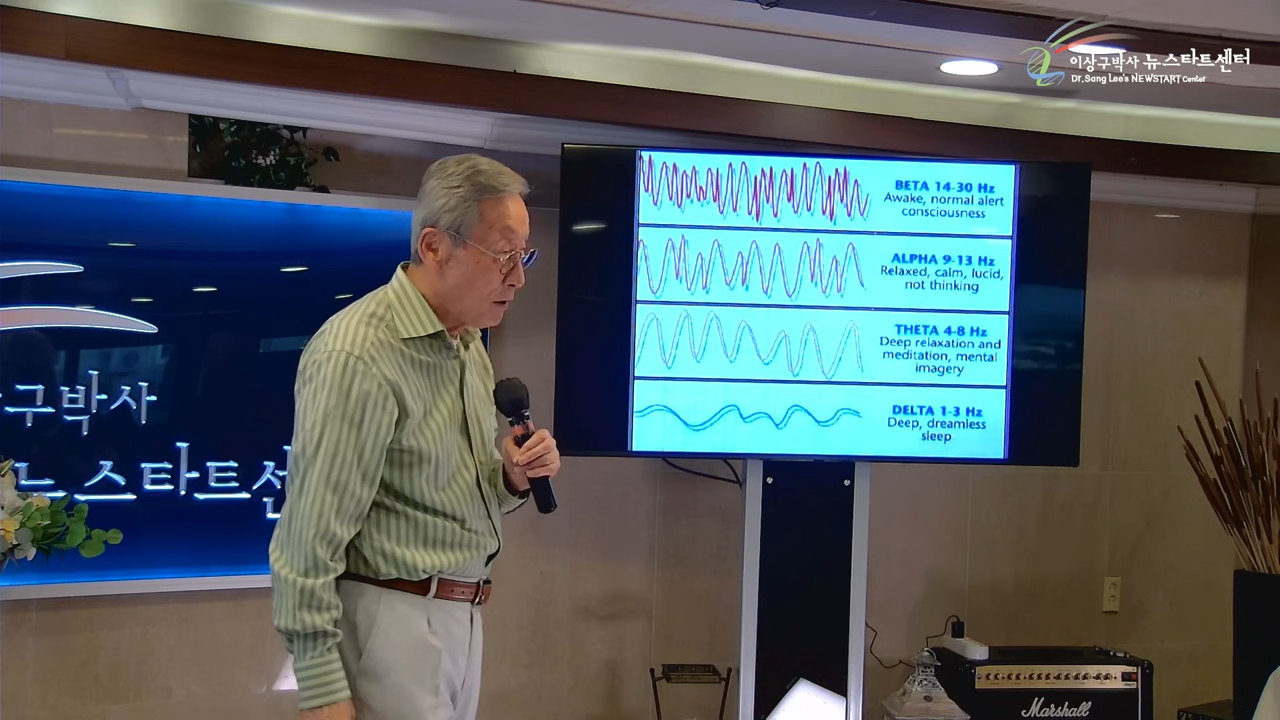 이상구박사 뉴스타트센터
Dr. Sang Lee's NEWSTART Center
BETA 14-30 Hz
Awake, normal alert
consciousness
ALPHA 9-13 Hz
Relaxed, calm, lucid,
not thinking
THETA 4-8 Hz
Deep relaxation and
meditation, mental
imagery
DELTA 1-3 Hz
Deep, dreamless
sleep
구박사
뉴스타트센
Marshall